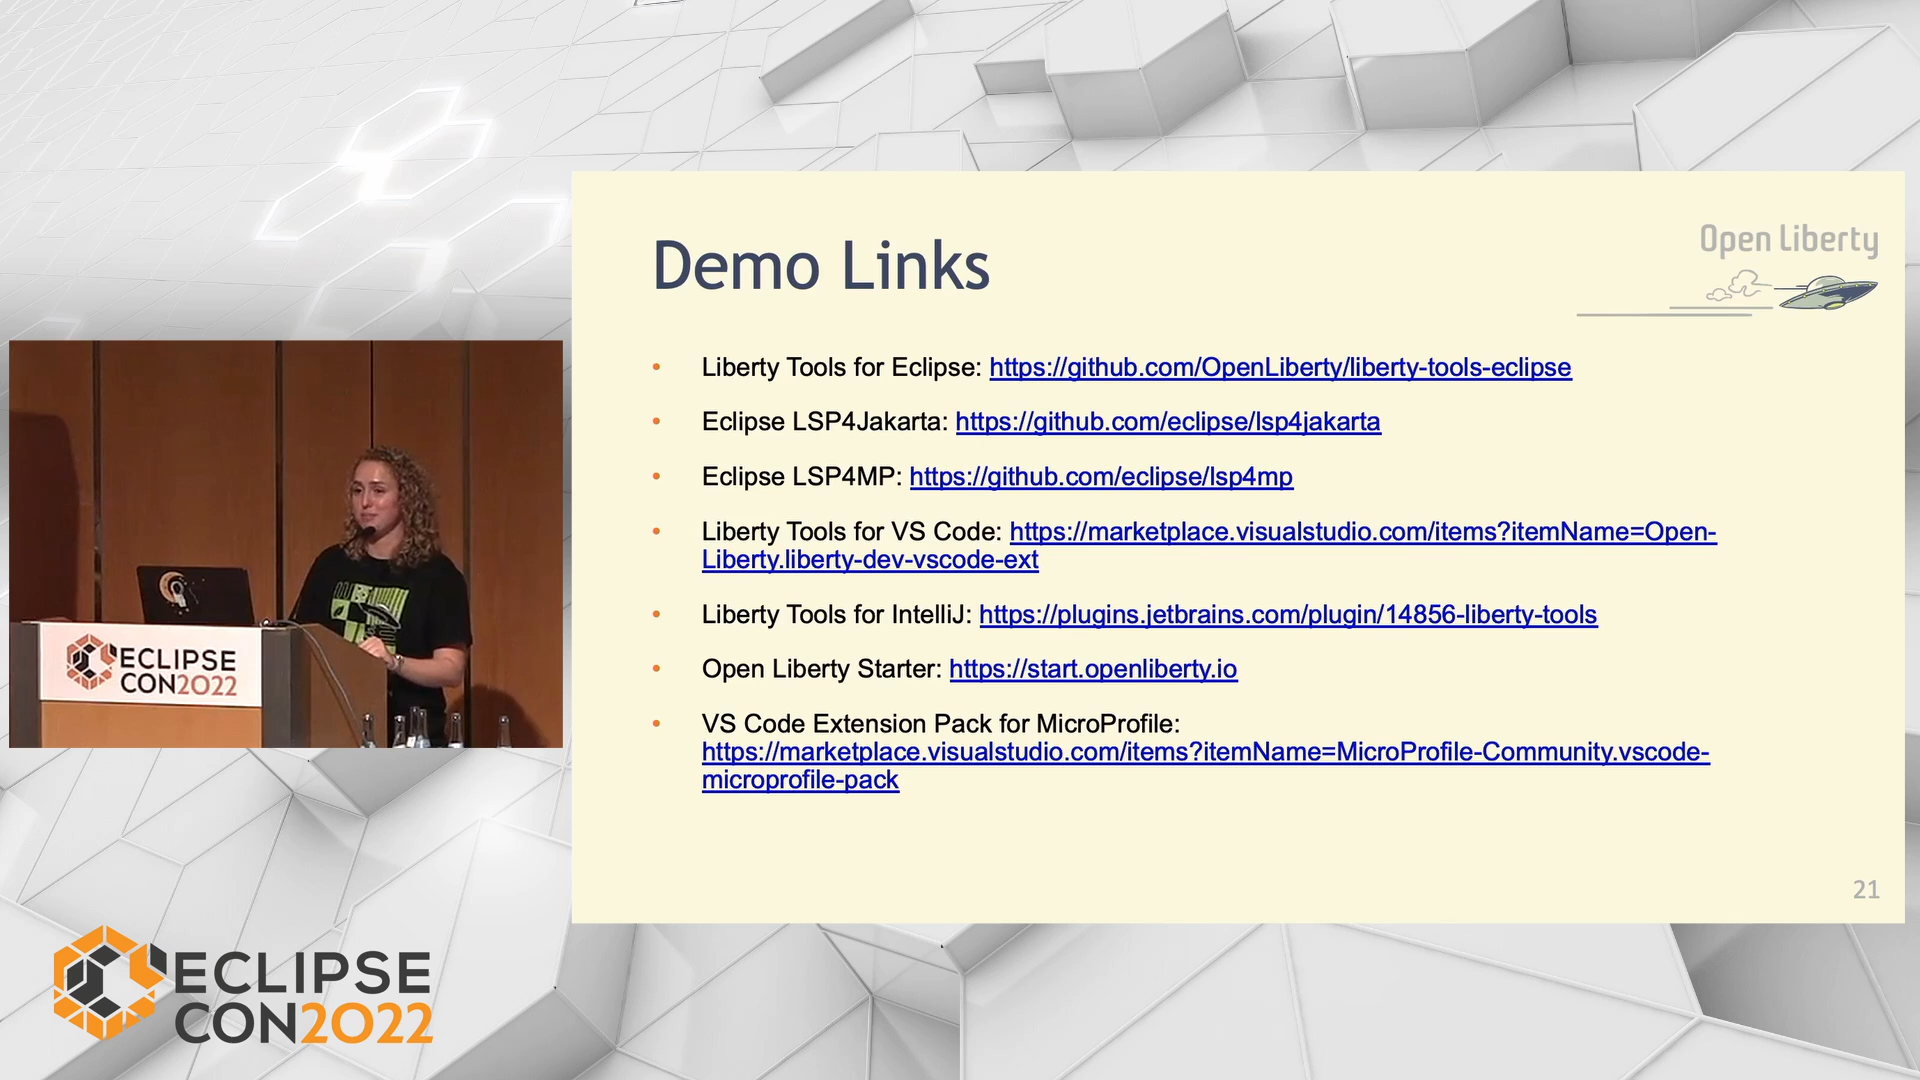 Open Liberty
Demo Links
• Liberty Tools for Eclipse: https://github.com/OpenLiberty/liberty-tools-eclipse
• Eclipse LSP4Jakarta: https://github.com/eclipse/lsp4jakarta
• Eclipse LSP4MP: https://github.com/eclipse/lsp4mp
• Liberty Tools for VS Code: https://marketplace.visualstudio.com/items?itemName=Open-
Liberty.liberty-dev-vscode-ext
• Liberty Tools for IntelliJ: https://plugins.jetbrains.com/plugin/14856-liberty-tools
• Open Liberty Starter: https://start.openliberty.io
• VS Code Extension Pack for MicroProfile:
https://marketplace.visualstudio.com/items?itemName=MicroProfile-Community.vscode-
microprofile-pack
21
ECLIPSE
CON2022
ECLIPSE
CON2022